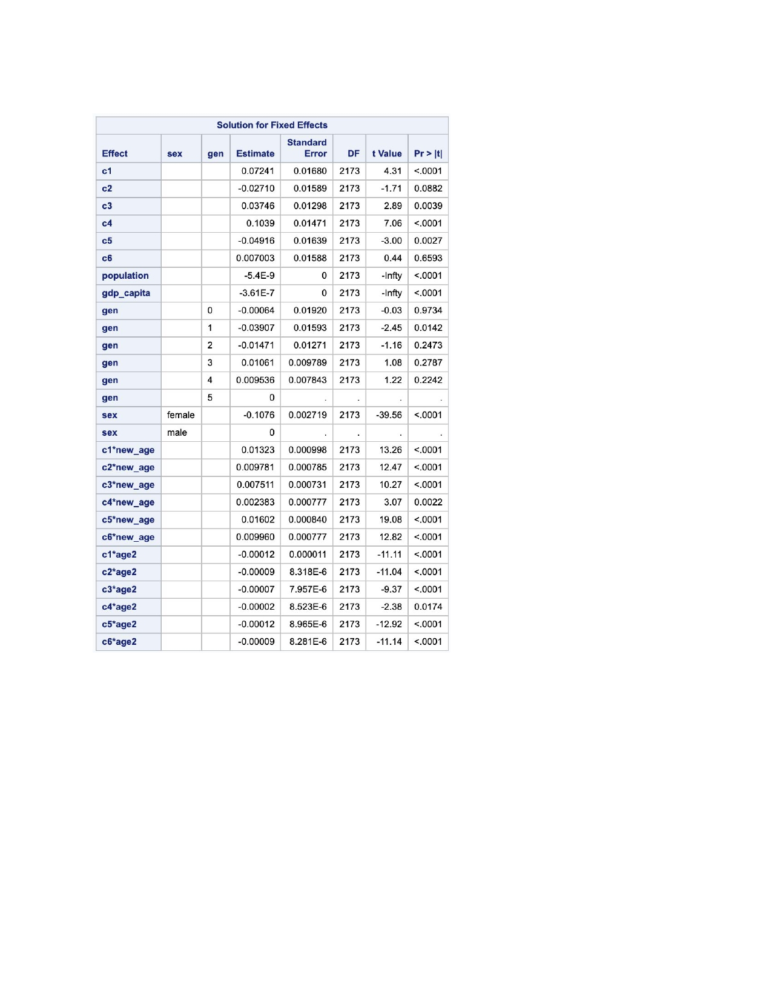 Solution for Fixed Effects
Effect sex gen Estimate Standard Error DF t Value Pr > |t|
c1 0.07241 0.01680 2173 4.31 <.0001
c2 -0.02710 0.01589 2173 -1.71 0.0882
c3 0.03746 0.01298 2173 2.89 0.0039
c4 0.1039 0.01471 2173 7.06 <.0001
c5 -0.04916 0.01639 2173 -3.00 0.0027
c6 0.007003 0.01588 2173 0.44 0.6593
population -5.4E-9 0 2173 -Infty <.0001
gdp_capita -3.61E-7 0 2173 -Infty <.0001
gen 0 -0.00064 0.01920 2173 -0.03 0.9734
gen 1 -0.03907 0.01593 2173 -2.45 0.0142
gen 2 -0.01471 0.01271 2173 -1.16 0.2473
gen 3 0.01061 0.009789 2173 1.08 0.2787
gen 4 0.009536 0.007843 2173 1.22 0.2242
gen 5 0 . . . .
sex female -0.1076 0.002719 2173 -39.56 <.0001
sex male 0 . . . .
c1*new_age 0.01323 0.000998 2173 13.26 <.0001
c2*new_age 0.009781 0.000785 2173 12.47 <.0001
c3*new_age 0.007511 0.000731 2173 10.27 <.0001
c4*new_age 0.002383 0.000777 2173 3.07 0.0022
c5*new_age 0.01602 0.000840 2173 19.08 <.0001
c6*new_age 0.009960 0.000777 2173 12.82 <.0001
c1*age2 -0.00012 0.000011 2173 -11.11 <.0001
c2*age2 -0.00009 8.318E-6 2173 -11.04 <.0001
c3*age2 -0.00007 7.957E-6 2173 -9.37 <.0001
c4*age2 -0.00002 8.523E-6 2173 -2.38 0.0174
c5*age2 -0.00012 8.965E-6 2173 -12.92 <.0001
c6*age2 -0.00009 8.281E-6 2173 -11.14 <.0001